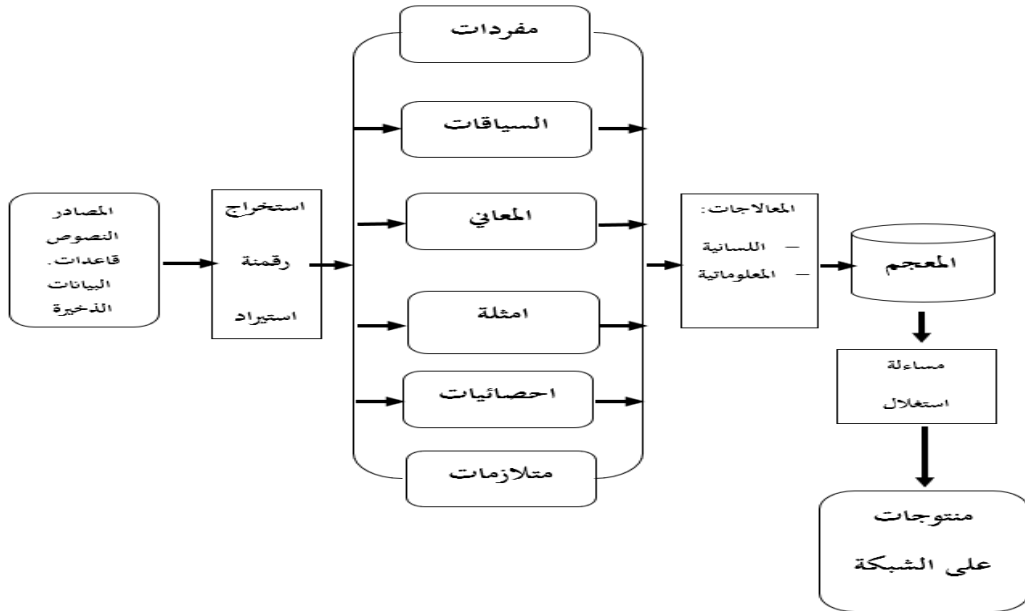 المصادر
النصوص
قاعدات.
البيانات
الذخيرة
استخراج
رقمنة
استيراد
مفردات
السياقات
المعاني
امثلة
احصائيات
متلازمات
المعالاجات:
– اللسانية
– المعلوماتية
المعجم
مساءلة
استغلال
منتوجات
على الشبكة